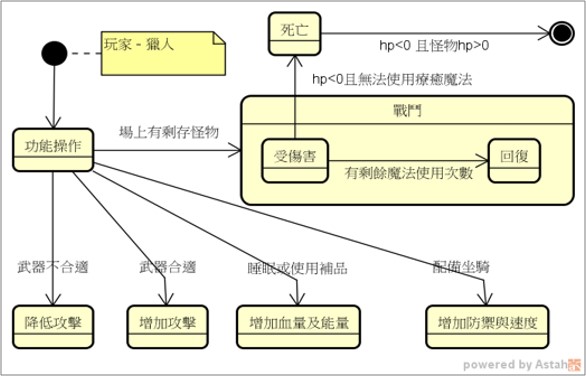 死亡
玩家 - 獵人
hp<0 且怪物hp>0
hp<0且無法使用療癒魔法
戰鬥
場上有剩存怪物
功能操作
受傷害
回復
有剩餘魔法使用次數
武器不合適
武器合適
睡眠或使用補品
配備坐騎
降低攻擊
增加攻擊
增加血量及能量
增加防禦與速度
powered by Astah